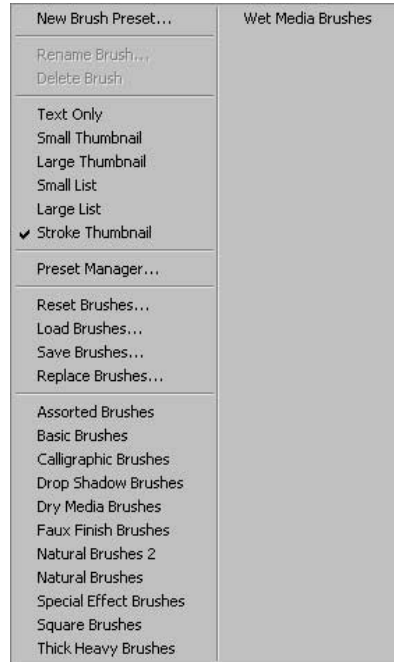 New Brush Preset...
Rename Brush...
Delete Brush
Text Only
Small Thumbnail
Large Thumbnail
Small List
Large List
Stroke Thumbnail
Preset Manager...
Reset Brushes...
Load Brushes...
Save Brushes...
Replace Brushes...
Assorted Brushes
Basic Brushes
Calligraphic Brushes
Drop Shadow Brushes
Dry Media Brushes
Faux Finish Brushes
Natural Brushes 2
Natural Brushes
Special Effect Brushes
Square Brushes
Thick Heavy Brushes
Wet Media Brushes